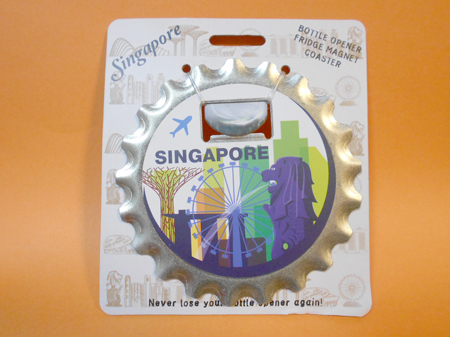 Singapore
BOTTLE OPENER
FRIDGE MAGNET
COASTER
SINGAPORE
Never lose your bottle opener again!